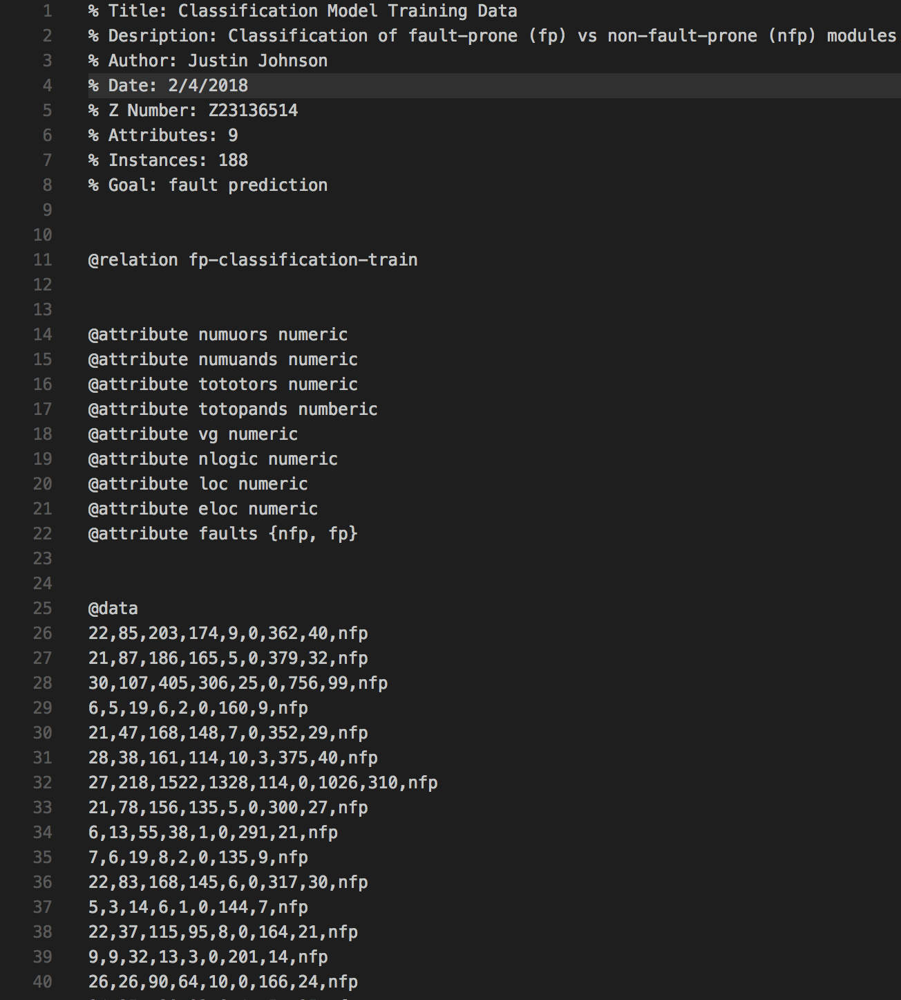 1 % Title: Classification Model Training Data
2 % Desription: Classification of fault-prone (fp) vs non-fault-prone (nfp) modules
3 % Author: Justin Johnson
4 % Date: 2/4/2018
5 % Z Number: Z23136514
6 % Attributes: 9
7 % Instances: 188
8 % Goal: fault prediction
9
10
11 @relation fp-classification-train
12
13
14 @attribute numuors numeric
15 @attribute numuands numeric
16 @attribute tototors numeric
17 @attribute totopands numberic
18 @attribute vg numeric
19 @attribute nlogic numeric
20 @attribute loc numeric
21 @attribute eloc numeric
22 @attribute faults {nfp, fp}
23
24
25 @data
26 22,85,203,174,9,0,362,40,nfp
27 21,87,186,165,5,0,379,32,nfp
28 30,107,405,306,25,0,756,99,nfp
29 6,5,19,6,2,0,160,9,nfp
30 21,47,168,148,7,0,352,29,nfp
31 28,38,161,114,10,3,375,40,nfp
32 27,218,1522,1328,114,0,1026,310,nfp
33 21,78,156,135,5,0,300,27,nfp
34 6,13,55,38,1,0,291,21,nfp
35 7,6,19,8,2,0,135,9,nfp
36 22,83,168,145,6,0,317,30,nfp
37 5,3,14,6,1,0,144,7,nfp
38 22,37,115,95,8,0,164,21,nfp
39 9,9,32,13,3,0,201,14,nfp
40 26,26,90,64,10,0,166,24,nfp